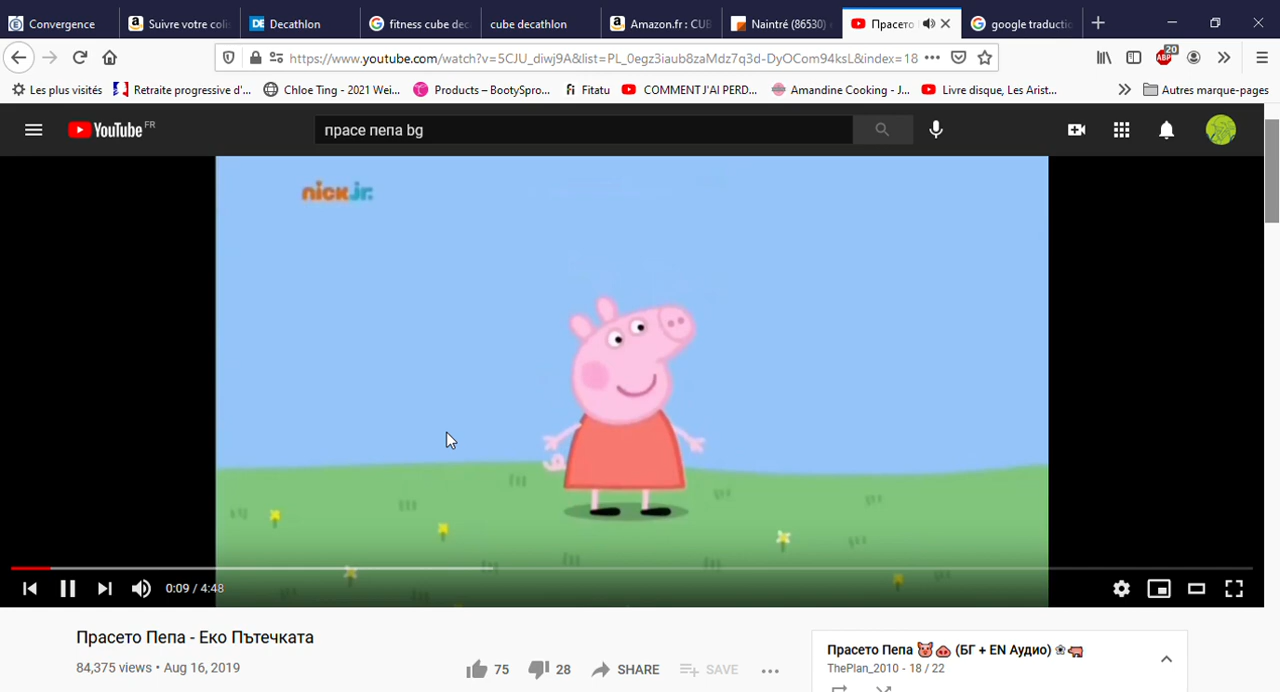 Convergence
Suivre votre coli
Decathlon
fitness cube dec
cube decathlon
Amazon.fr : CUB
Naintré (86530)
Прасето
google traductio
https://www.youtube.com/watch?v=5CJU_diwj9A&list=PL_0egz3iaub8zaMdz7q3d-DyOCom94ksL&index=18
20
ABP
Les plus visités
Retraite progressive d'...
Chloe Ting - 2021 Wei...
Products – BootySpro...
Fitatu
COMMENT J'AI PERD...
Amandine Cooking - J...
Livre disque, Les Arist...
Autres marque-pages
YouTube FR
прасе пепа bg
nick jr.
0:09 / 4:48
Прасето Пепа - Еко Пътечката
84,375 views • Aug 16, 2019
75
28
SHARE
SAVE
Прасето Пепа 🐷🐽 (БГ + EN Аудио) ❀🐖
ThePlan_2010 - 18 / 22